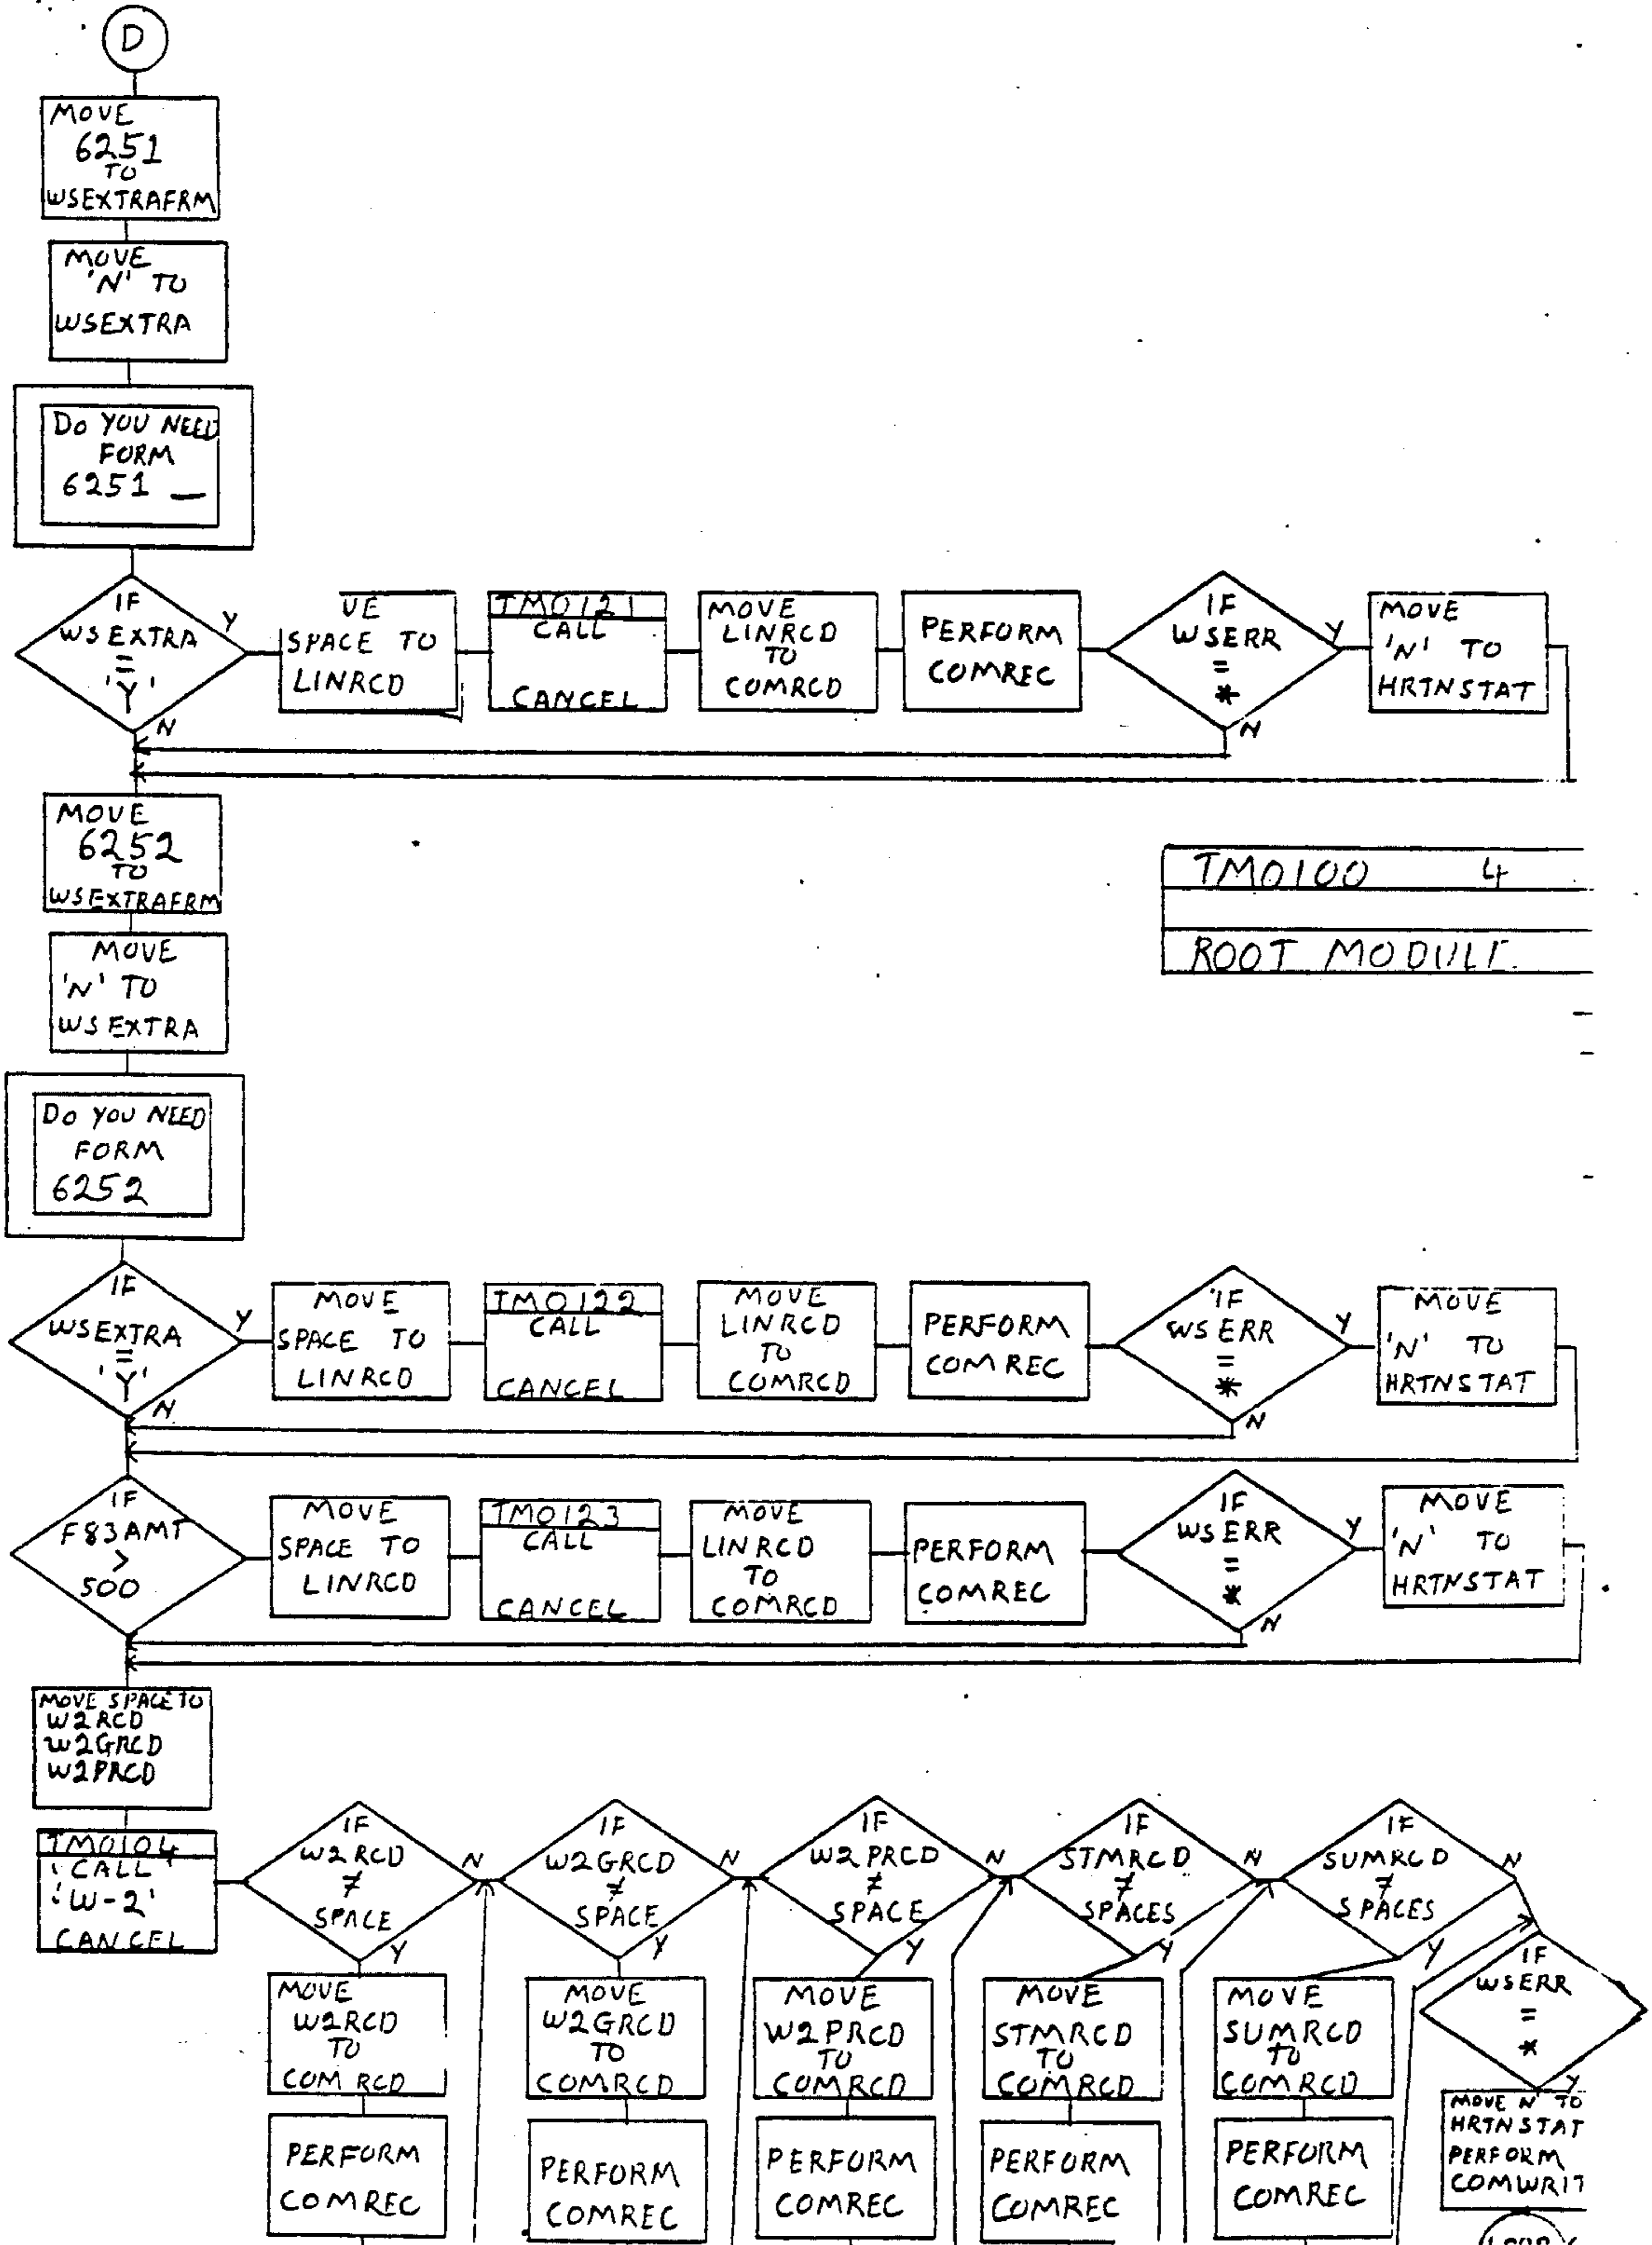 D
MOVE
6251
TO
WSEXTRAFRM
MOVE
'N' TO
WSEXTRA
DO YOU NEED
FORM
6251 _
IF
WSEXTRA
=
'Y'
Y
N
VE
SPACE TO
LINRCD
TM0121
CALL
CANCEL
MOVE
LINRCD
TO
COMRCD
PERFORM
COMREC
IF
WSERR
=
*
Y
N
MOVE
'N' TO
HRTNSTAT
MOVE
6252
TO
WSEXTRAFRM
TM0100 4
ROOT MODULE
MOVE
'N' TO
WSEXTRA
DO YOU NEED
FORM
6252
IF
WSEXTRA
=
'Y'
Y
N
MOVE
SPACE TO
LINRCD
TM0122
CALL
CANCEL
MOVE
LINRCD
TO
COMRCD
PERFORM
COMREC
IF
WSERR
=
*
Y
N
MOVE
'N' TO
HRTNSTAT
IF
F83AMT
>
500
MOVE
SPACE TO
LINRCD
TM0123
CALL
CANCEL
MOVE
LINRCD
TO
COMRCD
PERFORM
COMREC
IF
WSERR
=
*
Y
N
MOVE
'N' TO
HRTNSTAT
MOVE SPACE TO
W2RCD
W2GRCD
W2PRCD
TM0104
CALL
'W-2'
CANCEL
IF
W2RCD
≠
SPACE
N
Y
MOVE
W2RCD
TO
COMRCD
PERFORM
COMREC
IF
W2GRCD
≠
SPACE
N
Y
MOVE
W2GRCD
TO
COMRCD
PERFORM
COMREC
IF
W2PRCD
≠
SPACE
N
Y
MOVE
W2PRCD
TO
COMRCD
PERFORM
COMREC
IF
STMRCD
≠
SPACES
N
Y
MOVE
STMRCD
TO
COMRCD
PERFORM
COMREC
IF
SUMRCD
≠
SPACES
N
Y
MOVE
SUMRCD
TO
COMRCD
PERFORM
COMREC
IF
WSERR
=
*
Y
MOVE N' TO
HRTNSTAT
PERFORM
COMWRIT